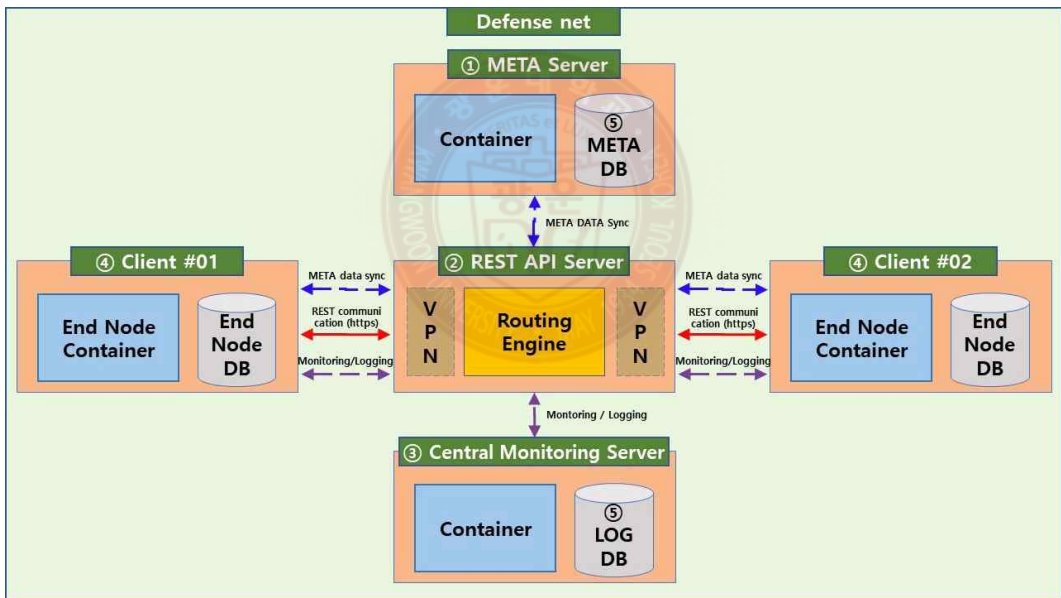 Defense net
① META Server
Container
⑤
META
DB
META DATA Sync
④ Client #01
End Node
Container
End
Node
DB
META data sync
REST communi
cation (https)
Monitoring/Logging
② REST API Server
V
P
N
Routing
Engine
V
P
N
META data sync
REST communi
cation (https)
Monitoring/Logging
④ Client #02
End Node
Container
End
Node
DB
Montoring / Logging
③ Central Monitoring Server
Container
⑤
LOG
DB